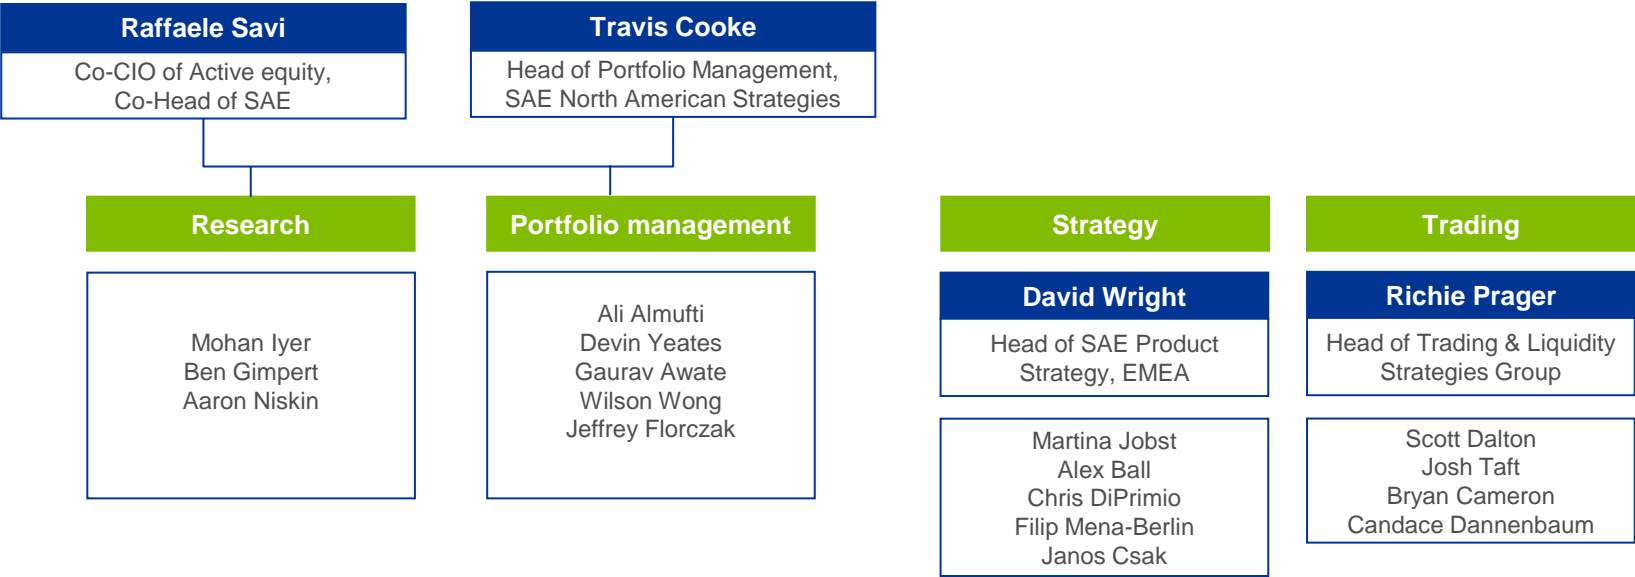 Raffaele Savi
Co-CIO of Active equity,
Co-Head of SAE
Travis Cooke
Head of Portfolio Management,
SAE North American Strategies
Research
Mohan Iyer
Ben Gimpert
Aaron Niskin
Portfolio management
Ali Almufti
Devin Yeates
Gaurav Awate
Wilson Wong
Jeffrey Florczak
Strategy
David Wright
Head of SAE Product
Strategy, EMEA
Martina Jobst
Alex Ball
Chris DiPrimio
Filip Mena-Berlin
Janos Csak
Trading
Richie Prager
Head of Trading & Liquidity
Strategies Group
Scott Dalton
Josh Taft
Bryan Cameron
Candace Dannenbaum